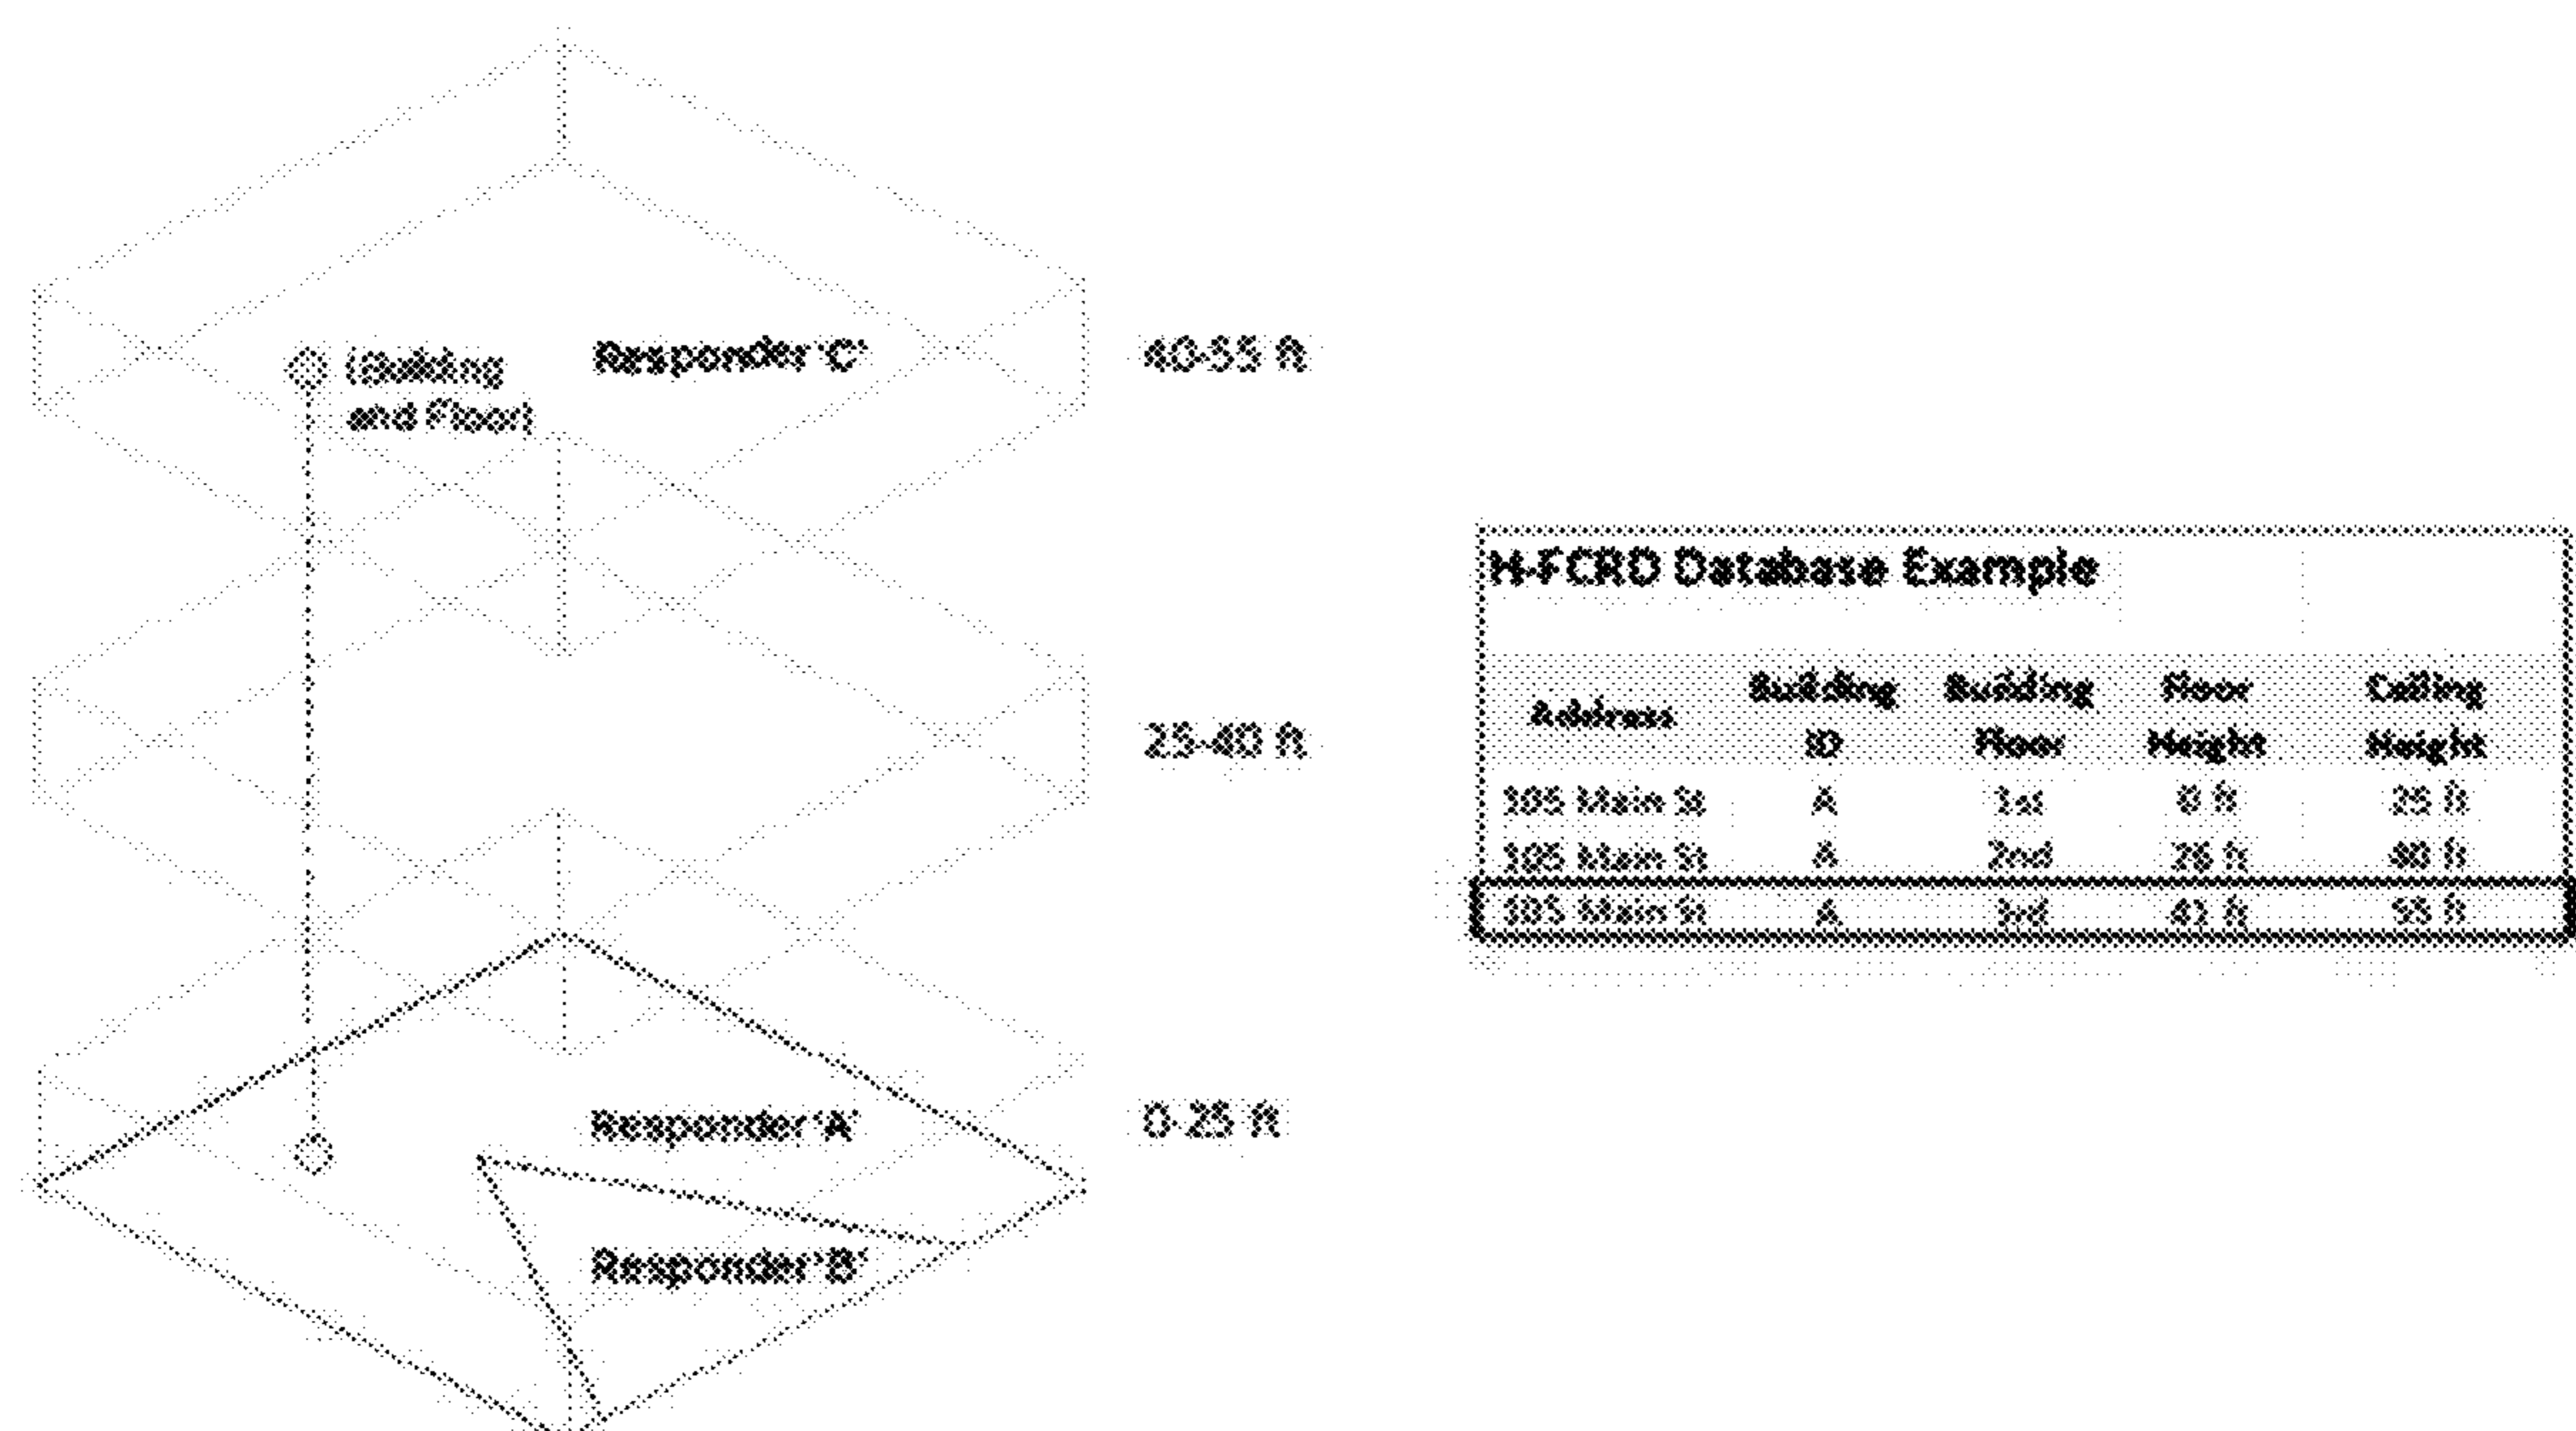 (Building
and Floor)
Responder 'C'
40-55 ft
25-40 ft
Responder 'A'
0-25 ft
Responder 'B'
H-FCRD Database Example
Address Building ID Building Floor Floor Height Ceiling Height
105 Main St A 1st 0 ft 25 ft
105 Main St A 2nd 26 ft 40 ft
105 Main St A 3rd 41 ft 55 ft